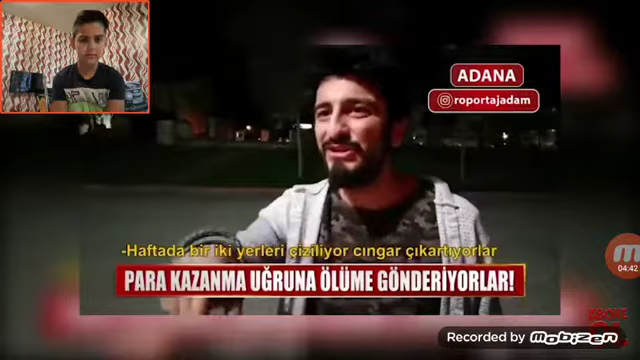 ADANA
roportajadam
-Haftada bir iki yerleri çiziliyor cıngar çıkartıyorlar
PARA KAZANMA UĞRUNA ÖLÜME GÖNDERİYORLAR!
04:42
ABONE
Recorded by MOBIZEN